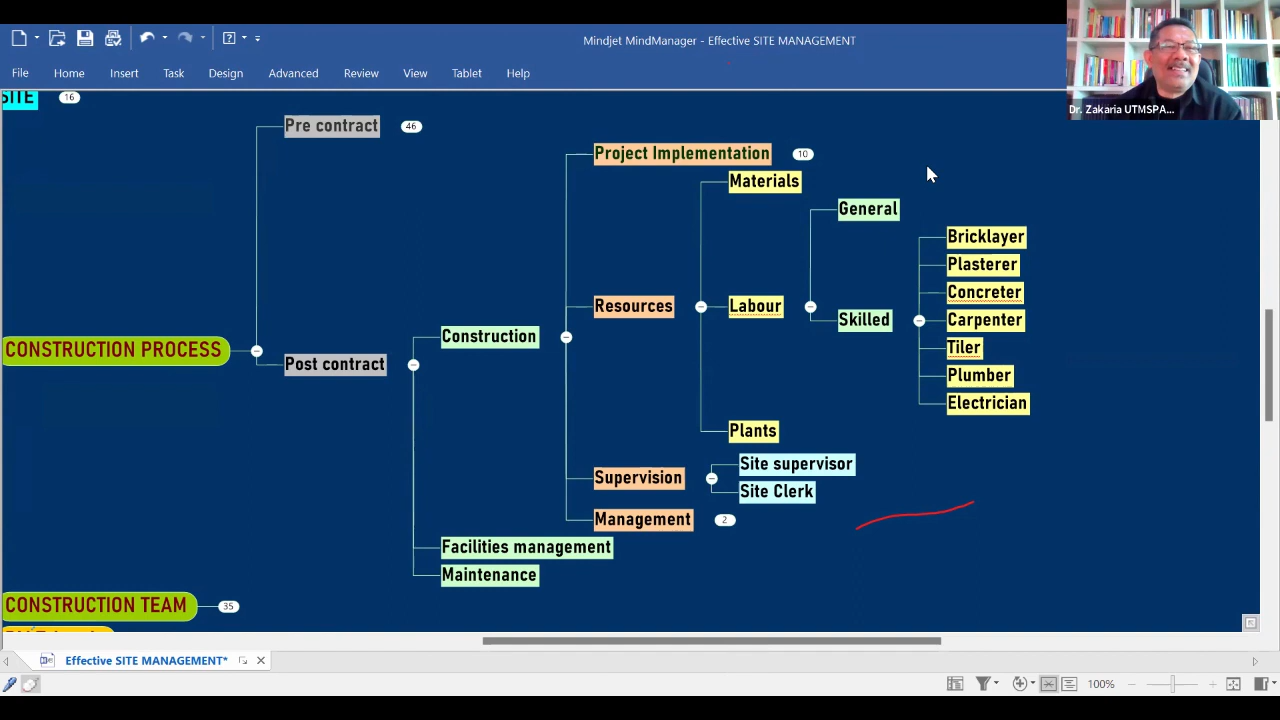 Mindjet MindManager - Effective SITE MANAGEMENT
File Home Insert Task Design Advanced Review View Tablet Help
Dr. Zakaria UTMSPA...
SITE 16
Pre contract 46
Project Implementation 10
Materials
General
Bricklayer
Plasterer
Concreter
Resources
Labour
Skilled
Carpenter
Tiler
Plumber
Electrician
Construction
CONSTRUCTION PROCESS
Post contract
Plants
Supervision
Site supervisor
Site Clerk
Management 2
Facilities management
Maintenance
CONSTRUCTION TEAM 35
Effective SITE MANAGEMENT*
100%